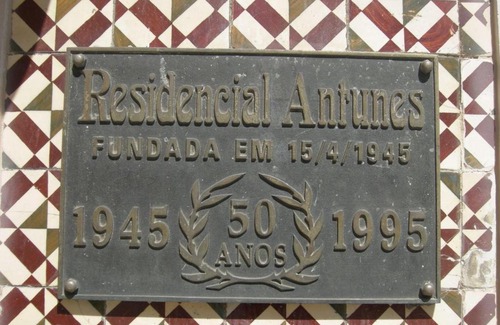 Residencial Antunes
FUNDADA EM 15/4/1945
1945 50 ANOS 1995